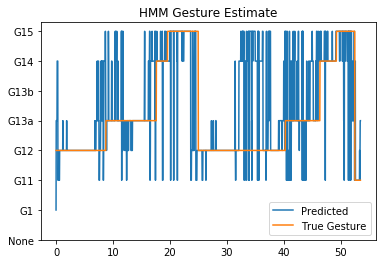 HMM Gesture Estimate
G15
G14
G13b
G13a
G12
G11
G1
None
0 10 20 30 40 50
Predicted
True Gesture